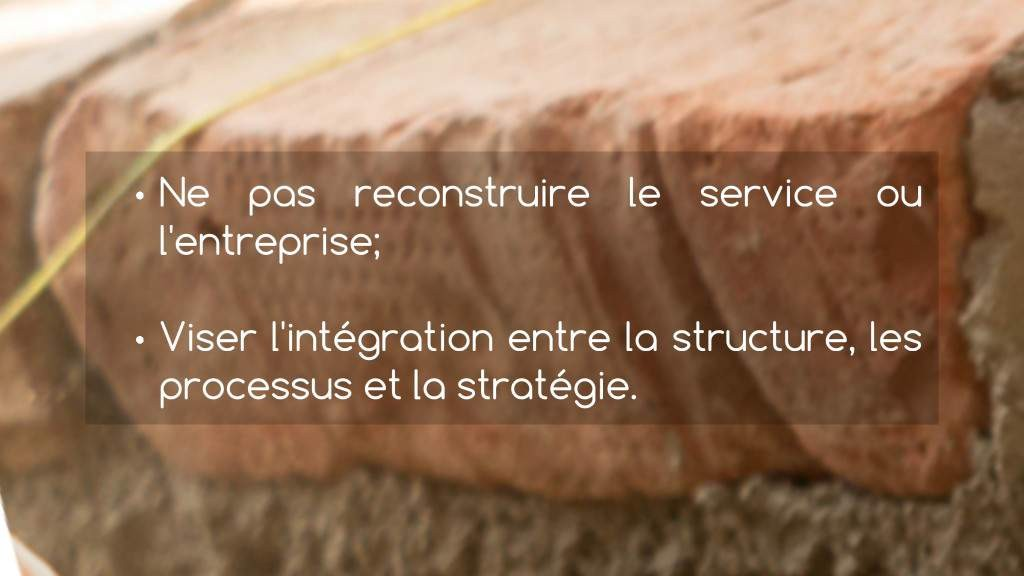 • Ne pas reconstruire le service ou
l'entreprise;
• Viser l'intégration entre la structure, les
processus et la stratégie.